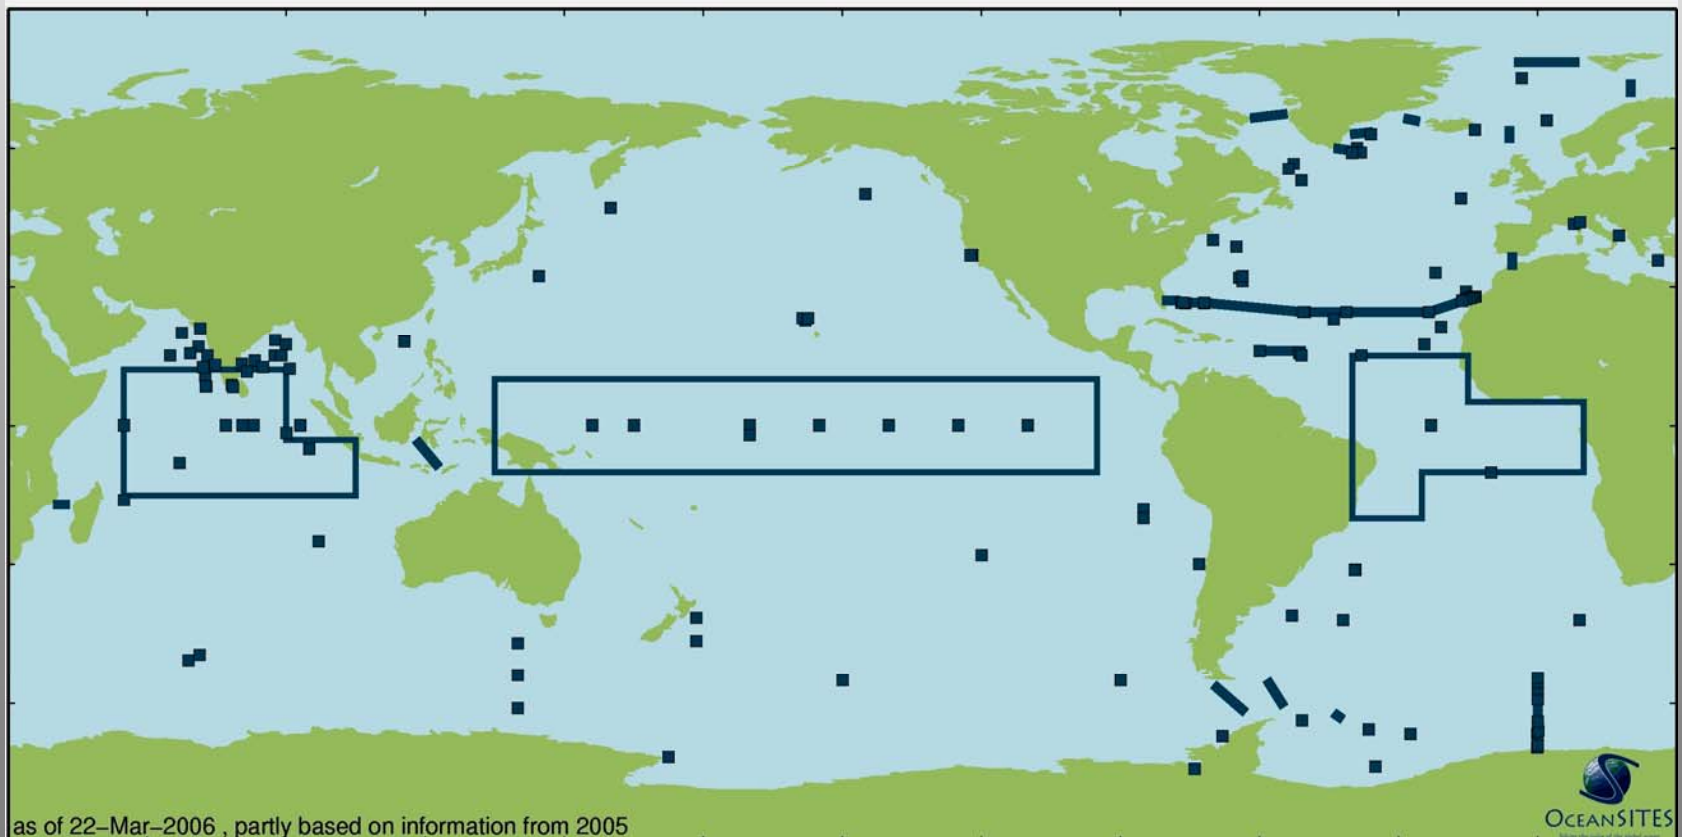 as of 22–Mar–2006 , partly based on information from 2005
OCEANSITES